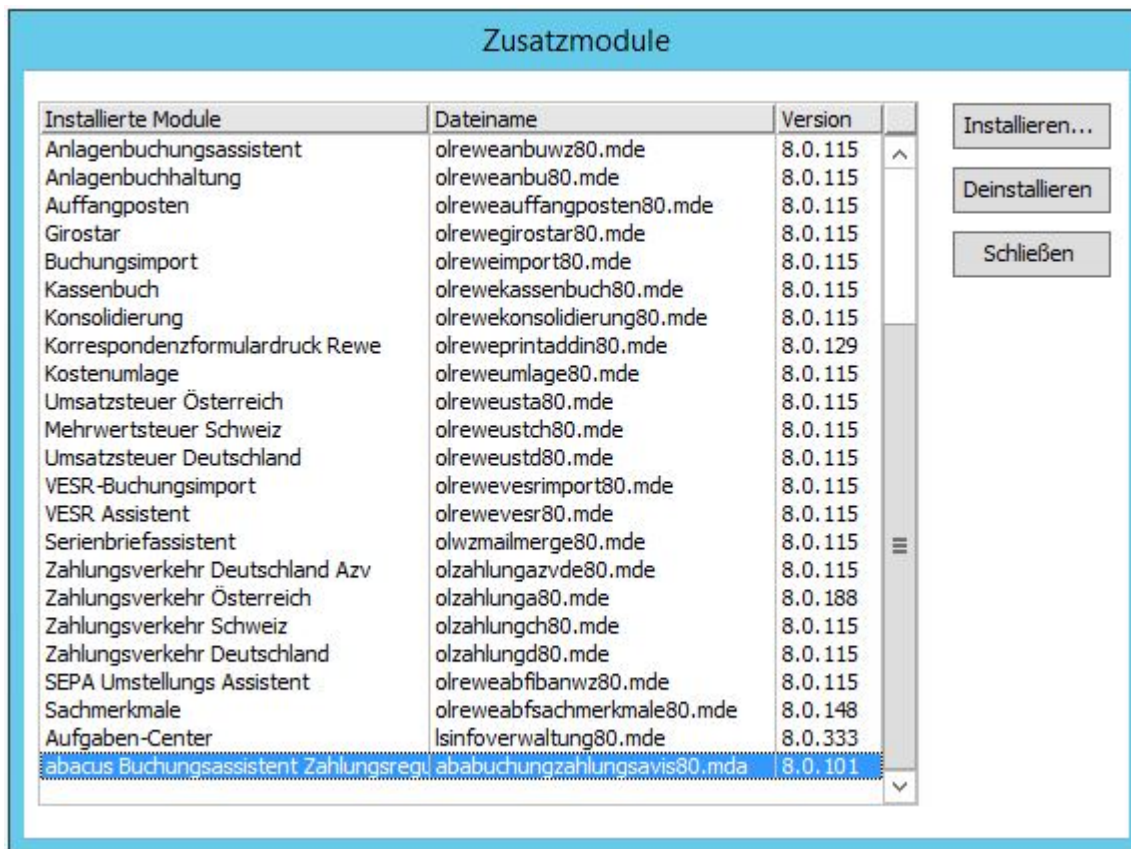 Zusatzmodule
Installierte Module Dateiname Version
Anlagenbuchungsassistent olreweanbuwz80.mde 8.0.115
Anlagenbuchhaltung olreweanbu80.mde 8.0.115
Auffangposten olreweauffangposten80.mde 8.0.115
Girostar olrewegirostar80.mde 8.0.115
Buchungsimport olreweimport80.mde 8.0.115
Kassenbuch olrewekassenbuch80.mde 8.0.115
Konsolidierung olrewekonsolidierung80.mde 8.0.115
Korrespondenzformulardruck Rewe olreweprintaddin80.mde 8.0.129
Kostenumlage olreweumlage80.mde 8.0.115
Umsatzsteuer Österreich olreweusta80.mde 8.0.115
Mehrwertsteuer Schweiz olreweustch80.mde 8.0.115
Umsatzsteuer Deutschland olreweustd80.mde 8.0.115
VESR-Buchungsimport olrewevesrimport80.mde 8.0.115
VESR Assistent olrewevesr80.mde 8.0.115
Serienbriefassistent olwzmailmerge80.mde 8.0.115
Zahlungsverkehr Deutschland Azv olzahlungazvde80.mde 8.0.115
Zahlungsverkehr Österreich olzahlunga80.mde 8.0.188
Zahlungsverkehr Schweiz olzahlungch80.mde 8.0.115
Zahlungsverkehr Deutschland olzahlungd80.mde 8.0.115
SEPA Umstellungs Assistent olreweabfibanwz80.mde 8.0.115
Sachmerkmale olreweabfsachmerkmale80.mde 8.0.148
Aufgaben-Center lsinfoverwaltung80.mde 8.0.333
abacus Buchungsassistent Zahlungsregu ababuchungzahlungsavis80.mda 8.0.101
Installieren...
Deinstallieren
Schließen